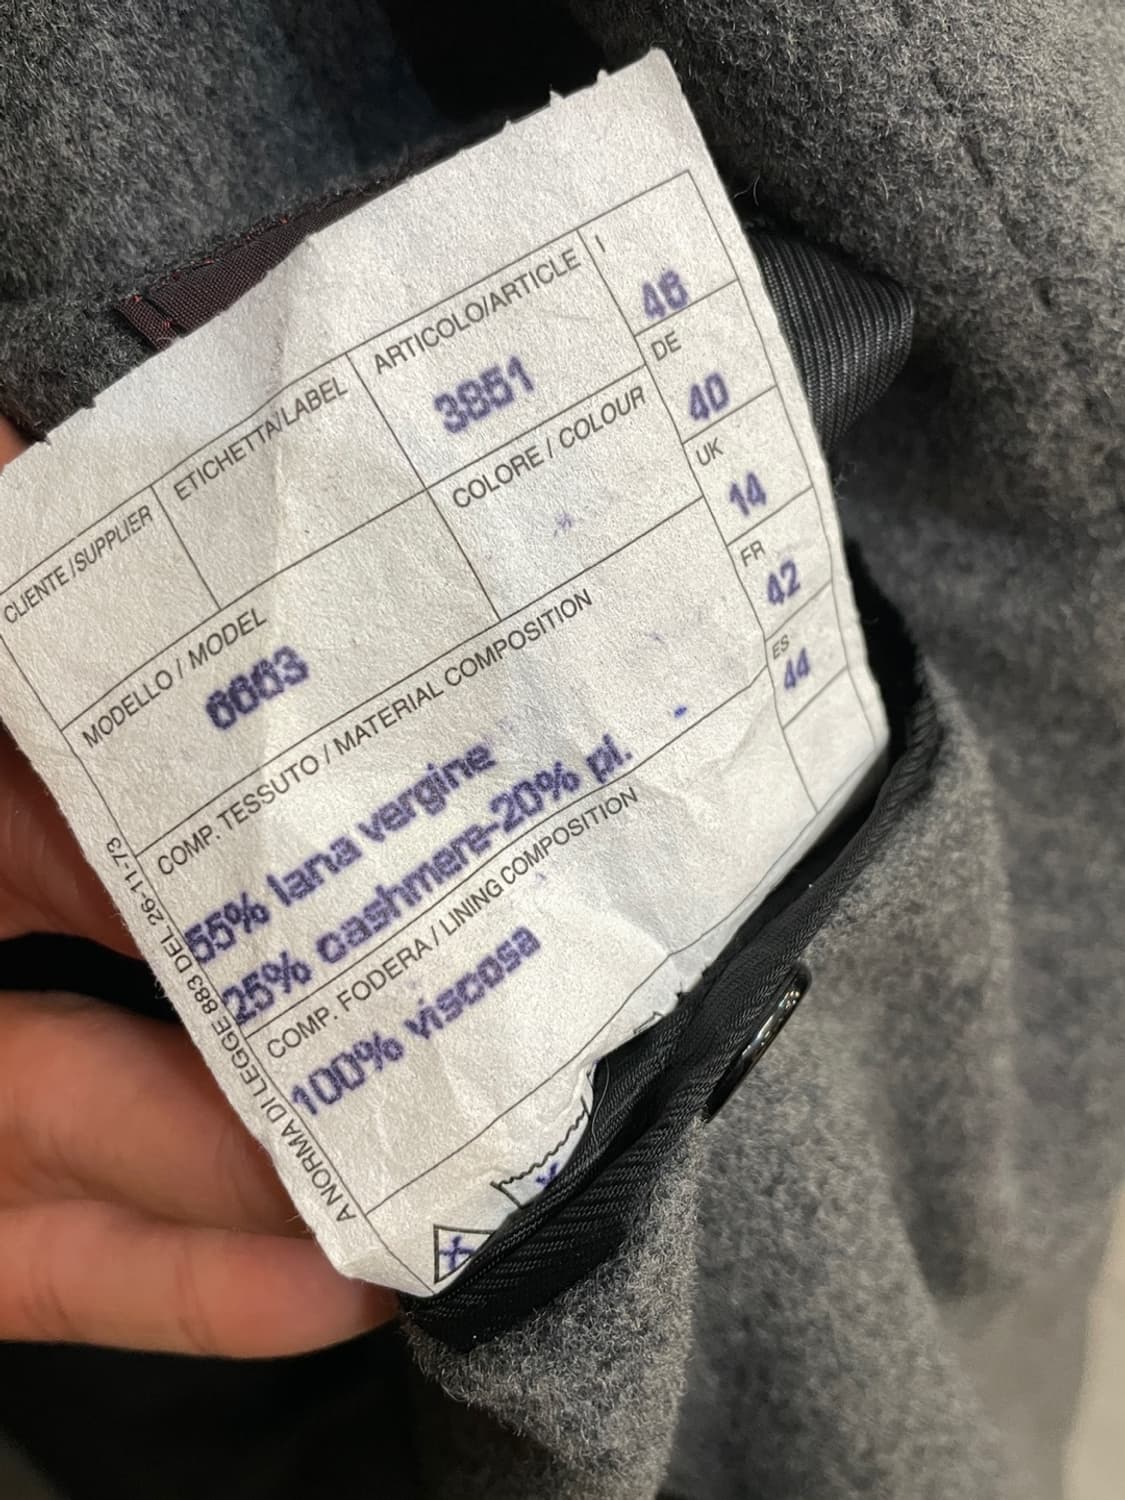 CLIENTE / SUPPLIER
ETICHETTA/LABEL
ARTICOLO/ARTICLE
3851
I
46
MODELLO / MODEL
6663
COLORE / COLOUR
DE
40
UK
14
FR
42
ES
44
COMP. TESSUTO / MATERIAL COMPOSITION
55% lana vergine
25% cashmere-20% pl.
COMP. FODERA / LINING COMPOSITION
100% viscosa
A NORMA DI LEGGE 883 DEL 26-11-73